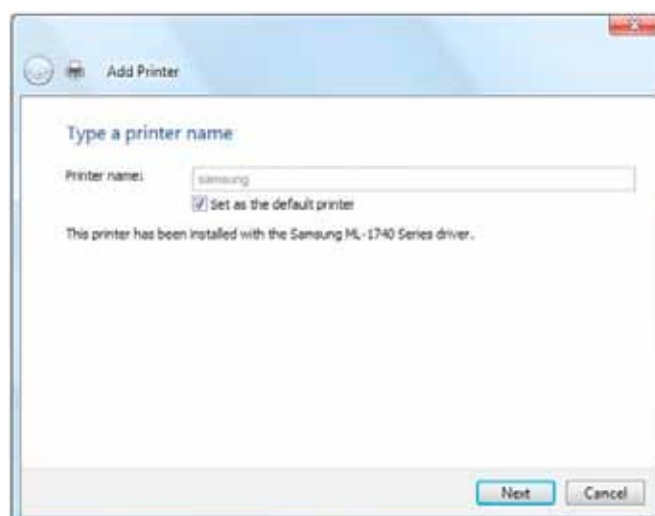 Add Printer
Type a printer name
Printer name: samsung
Set as the default printer
This printer has been installed with the Samsung ML-1740 Series driver.
Next Cancel